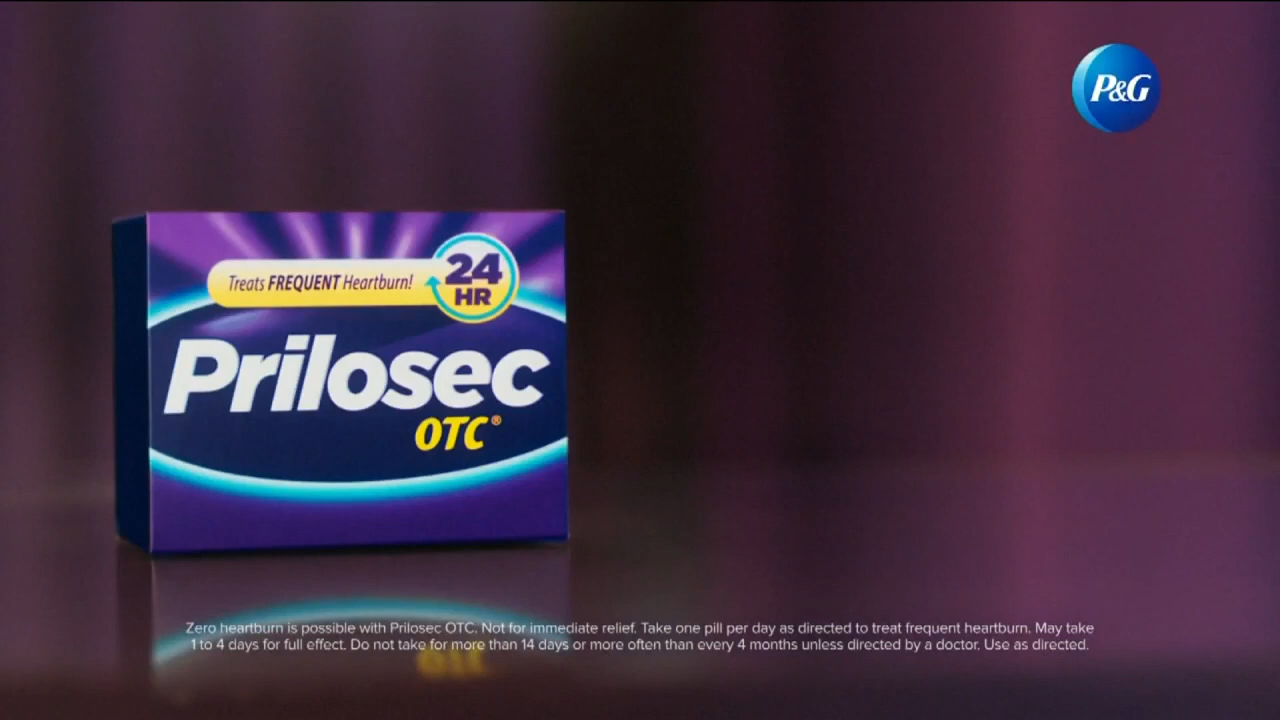 P&G
Treats FREQUENT Heartburn!
24
HR
Prilosec
OTC®
Zero heartburn is possible with Prilosec OTC. Not for immediate relief. Take one pill per day as directed to treat frequent heartburn. May take
1 to 4 days for full effect. Do not take for more than 14 days or more often than every 4 months unless directed by a doctor. Use as directed.